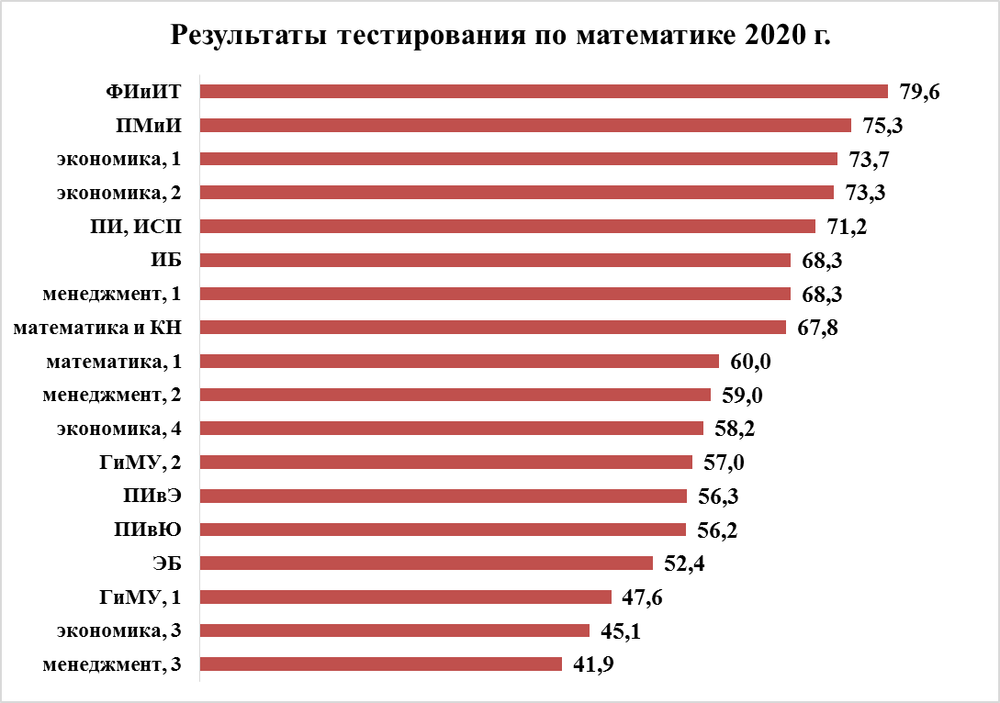 Результаты тестирования по математике 2020 г.
ФИиИТ 79,6
ПМиИ 75,3
экономика, 1 73,7
экономика, 2 73,3
ПИ, ИСП 71,2
ИБ 68,3
менеджмент, 1 68,3
математика и КН 67,8
математика, 1 60,0
менеджмент, 2 59,0
экономика, 4 58,2
ГиМУ, 2 57,0
ПИвЭ 56,3
ПИвЮ 56,2
ЭБ 52,4
ГиМУ, 1 47,6
экономика, 3 45,1
менеджмент, 3 41,9